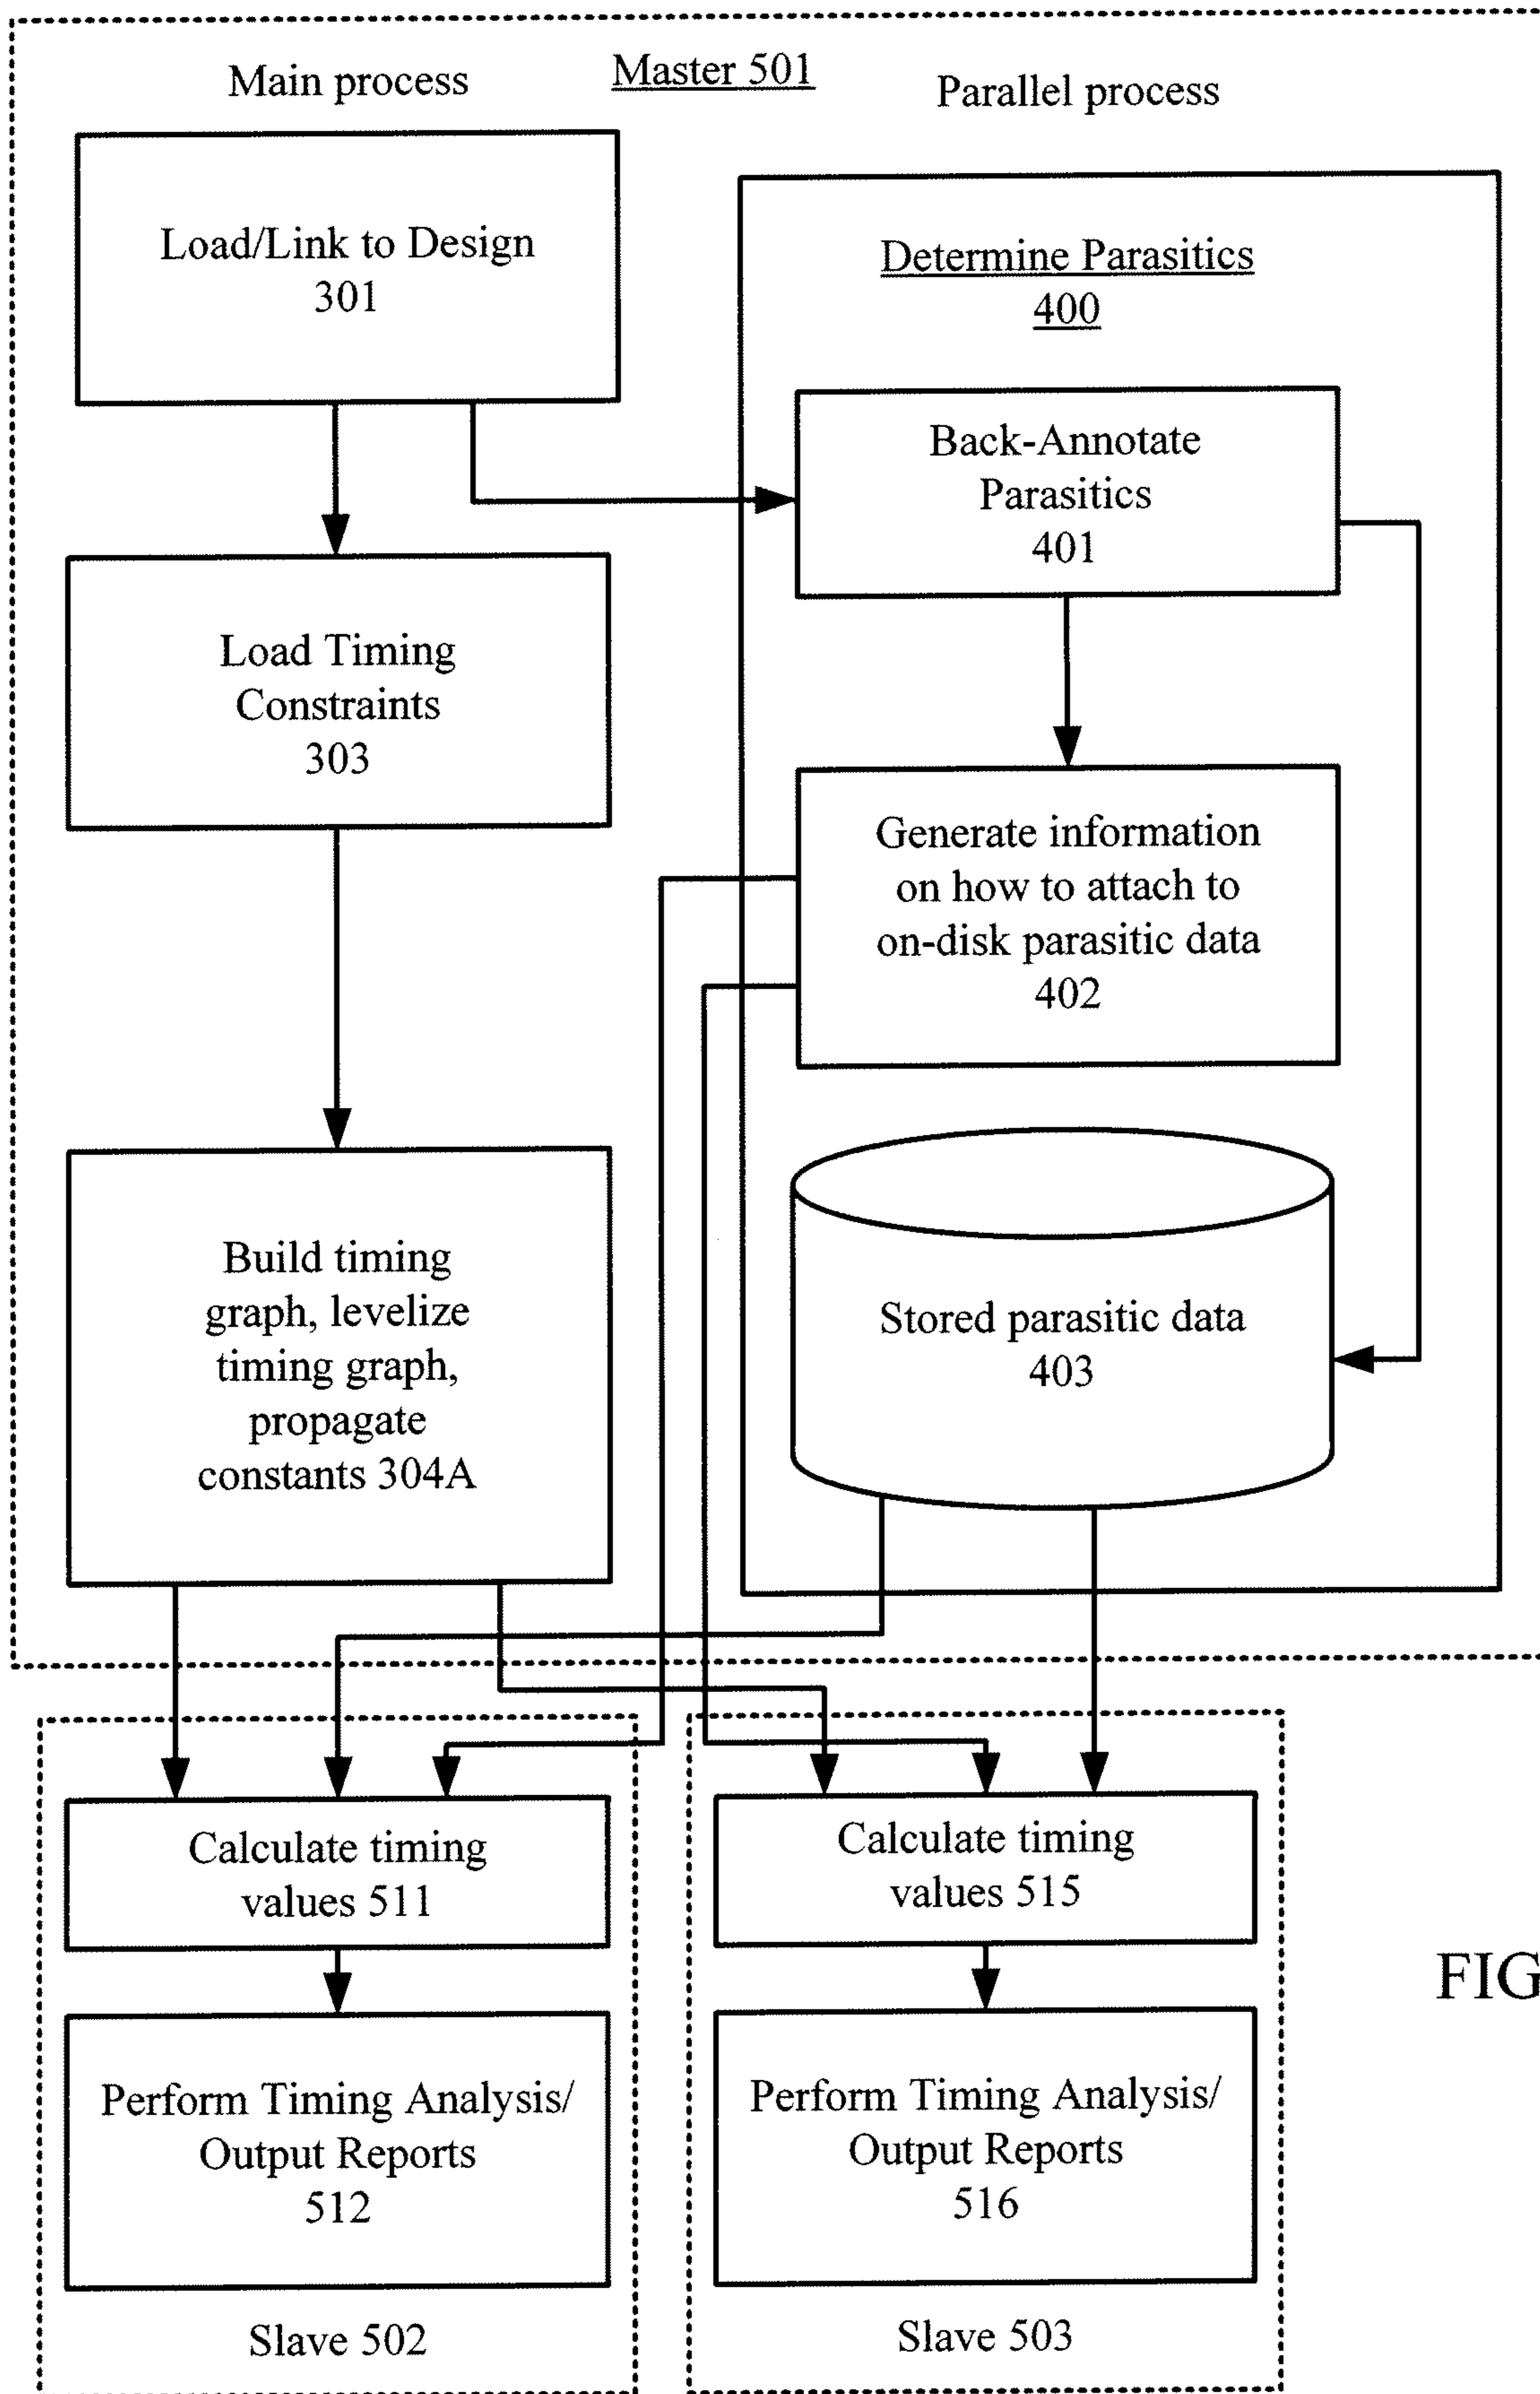 Main process
Master 501
Parallel process
Load/Link to Design
301
Determine Parasitics
400
Back-Annotate
Parasitics
401
Load Timing
Constraints
303
Generate information
on how to attach to
on-disk parasitic data
402
Build timing
graph, levelize
timing graph,
propagate
constants 304A
Stored parasitic data
403
Calculate timing
values 511
Calculate timing
values 515
Perform Timing Analysis/
Output Reports
512
Perform Timing Analysis/
Output Reports
516
Slave 502
Slave 503
FIG